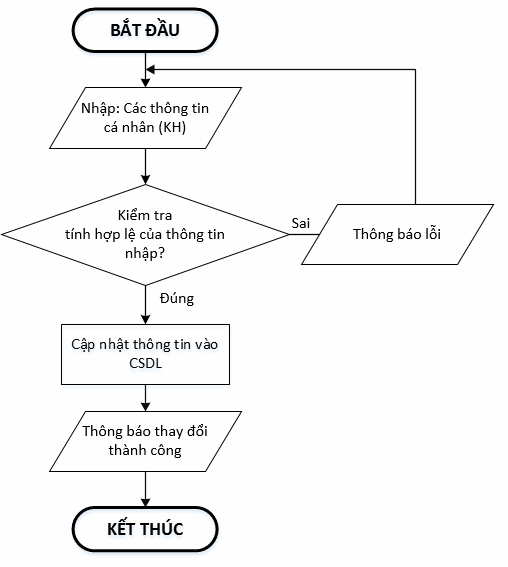 BẮT ĐẦU
Nhập: Các thông tin
cá nhân (KH)
Kiểm tra
tính hợp lệ của thông tin
nhập?
Sai
Thông báo lỗi
Đúng
Cập nhật thông tin vào
CSDL
Thông báo thay đổi
thành công
KẾT THÚC